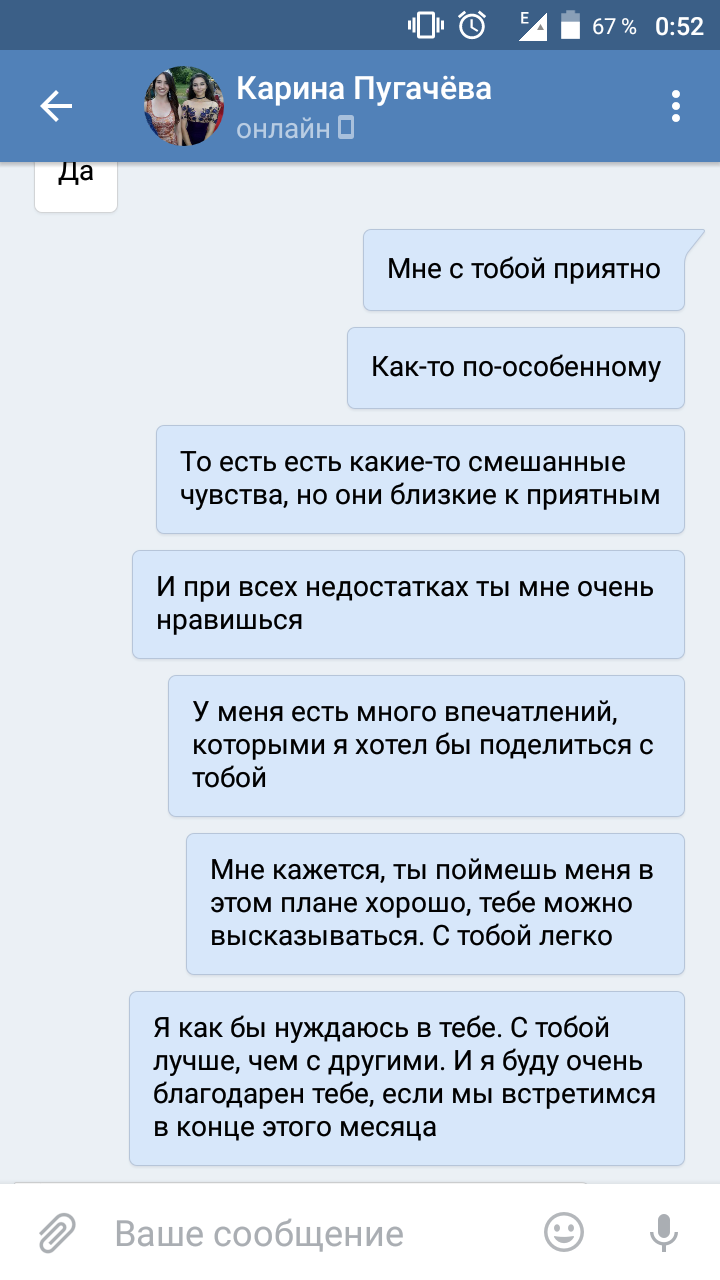 E
67 % 0:52
Карина Пугачёва
онлайн
Да
Мне с тобой приятно
Как-то по-особенному
То есть есть какие-то смешанные
чувства, но они близкие к приятным
И при всех недостатках ты мне очень
нравишься
У меня есть много впечатлений,
которыми я хотел бы поделиться с
тобой
Мне кажется, ты поймешь меня в
этом плане хорошо, тебе можно
высказываться. С тобой легко
Я как бы нуждаюсь в тебе. С тобой
лучше, чем с другими. И я буду очень
благодарен тебе, если мы встретимся
в конце этого месяца
Ваше сообщение